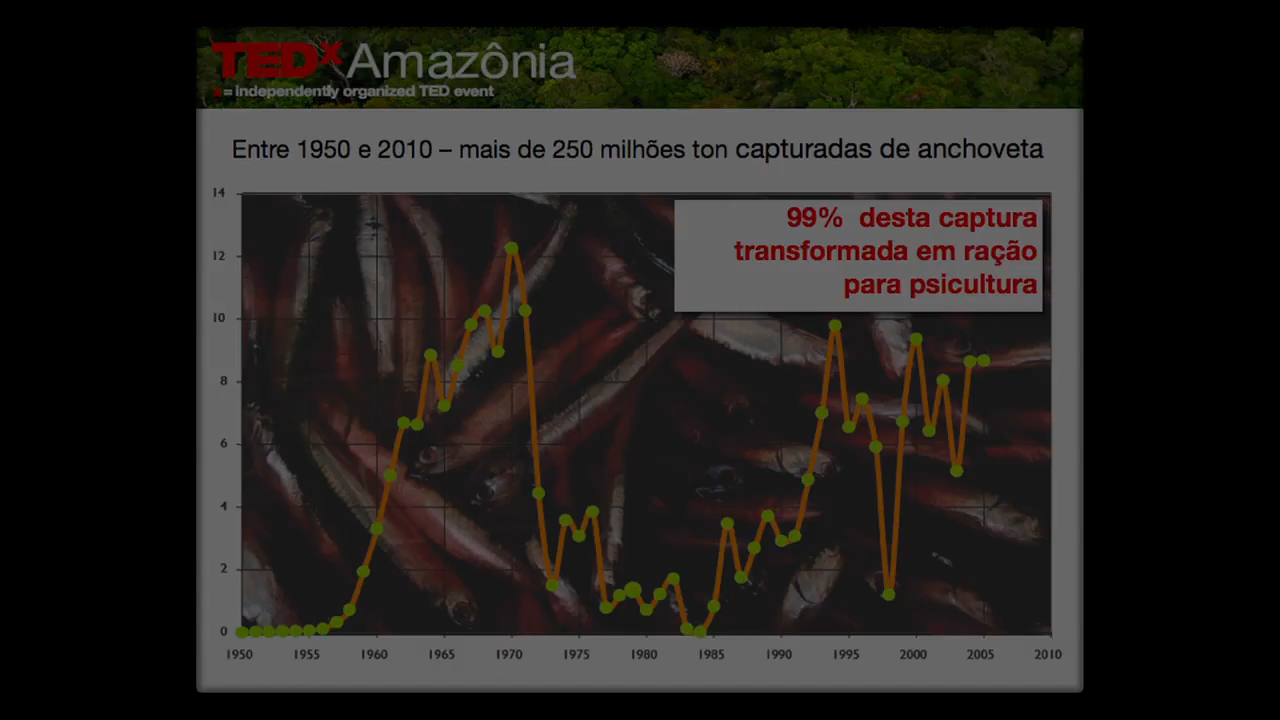 TEDxAmazônia
x = independently organized TED event
Entre 1950 e 2010 – mais de 250 milhões ton capturadas de anchoveta
99% desta captura
transformada em ração
para psicultura
14
12
10
8
6
4
2
0
1950 1955 1960 1965 1970 1975 1980 1985 1990 1995 2000 2005 2010